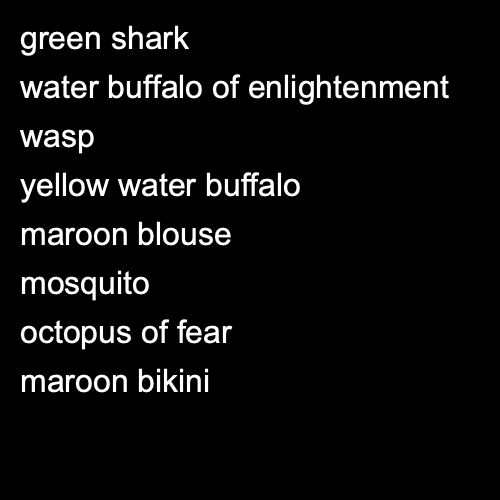 green shark
water buffalo of enlightenment
wasp
yellow water buffalo
maroon blouse
mosquito
octopus of fear
maroon bikini